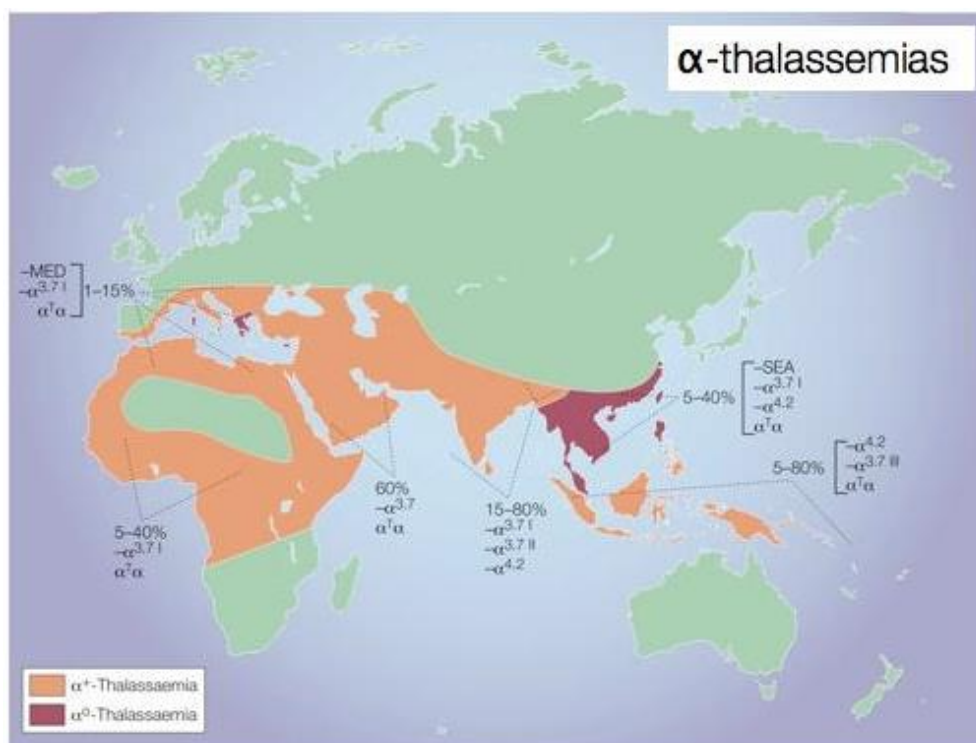 α-thalassemias
–MED
–α3.7 I
αTα
1–15%
5–40%
–SEA
–α3.7 I
–α4.2
αTα
5–80%
–α4.2
–α3.7 III
αTα
60%
–α3.7
αTα
15–80%
–α3.7 I
–α3.7 II
–α4.2
5–40%
–α3.7 I
αTα
α+-Thalassaemia
αo-Thalassaemia